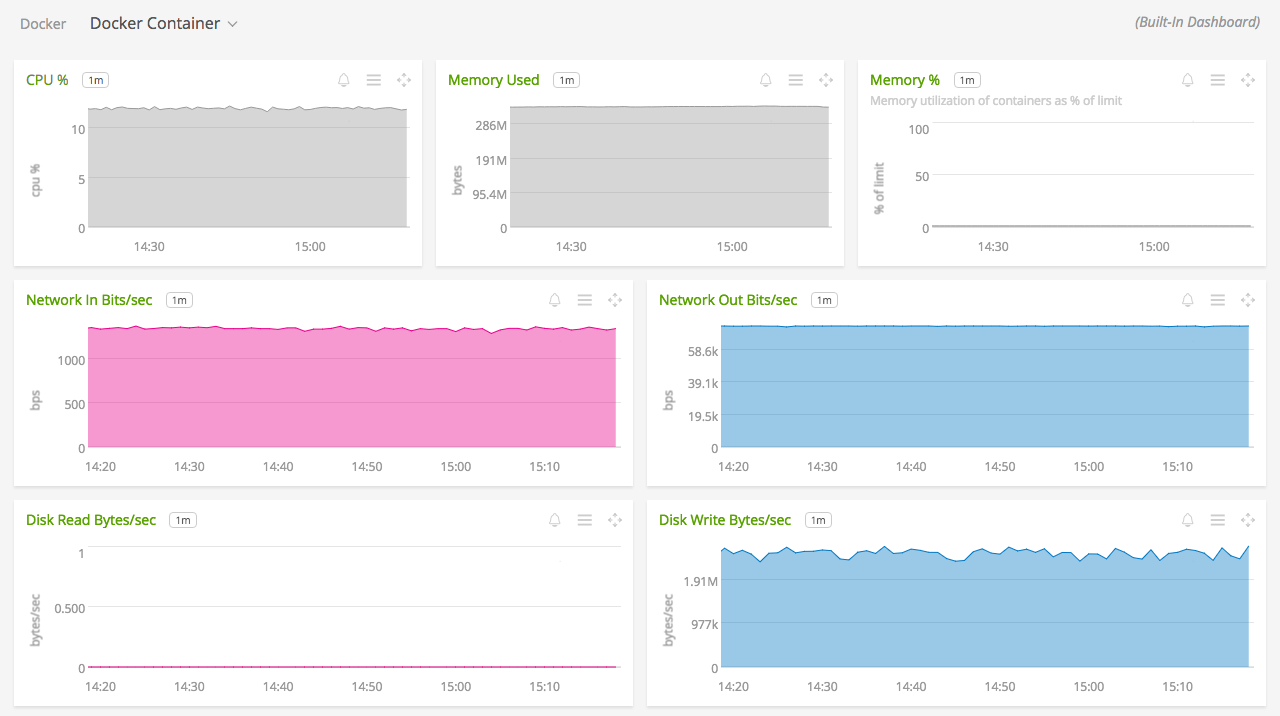 Docker Docker Container (Built-In Dashboard)
CPU % 1m
10
5
0
cpu %
14:30 15:00
Memory Used 1m
286M
191M
95.4M
0
bytes
14:30 15:00
Memory % 1m
Memory utilization of containers as % of limit
100
50
0
% of limit
14:30 15:00
Network In Bits/sec 1m
1000
500
0
bps
14:20 14:30 14:40 14:50 15:00 15:10
Network Out Bits/sec 1m
58.6k
39.1k
19.5k
0
bps
14:20 14:30 14:40 14:50 15:00 15:10
Disk Read Bytes/sec 1m
1
0.500
0
bytes/sec
14:20 14:30 14:40 14:50 15:00 15:10
Disk Write Bytes/sec 1m
1.91M
977k
0
bytes/sec
14:20 14:30 14:40 14:50 15:00 15:10